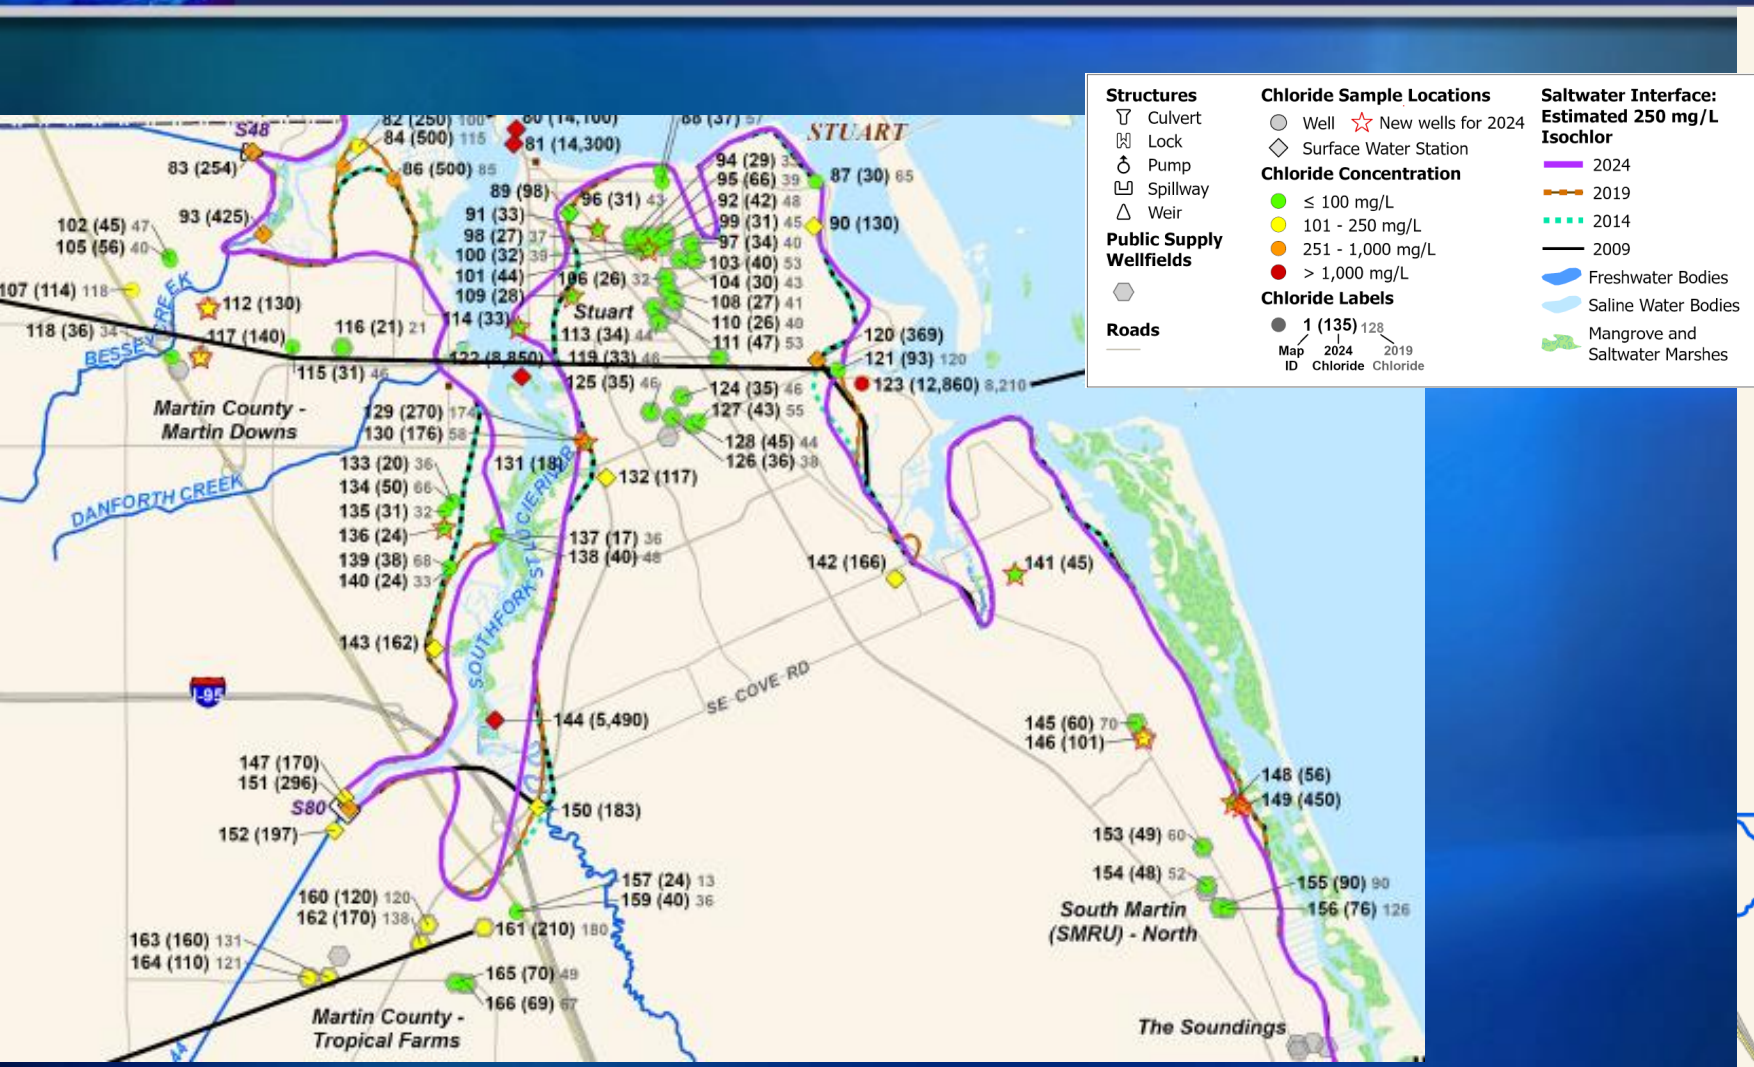 Structures
Culvert
Lock
Pump
Spillway
Weir
Public Supply
Wellfields
Roads
Chloride Sample Locations
Well
New wells for 2024
Surface Water Station
Chloride Concentration
≤ 100 mg/L
101 - 250 mg/L
251 - 1,000 mg/L
> 1,000 mg/L
Chloride Labels
1 (135) 128
Map 2024 2019
ID Chloride Chloride
Saltwater Interface:
Estimated 250 mg/L
Isochlor
2024
2019
2014
2009
Freshwater Bodies
Saline Water Bodies
Mangrove and
Saltwater Marshes
S48
82 (250) 100
84 (500) 115
80 (14,100)
81 (14,300)
88 (37) 57
STUART
83 (254)
86 (500) 85
94 (29)
95 (66) 39
87 (30) 65
89 (98)
96 (31) 43
92 (42) 48
93 (425)
91 (33)
99 (31) 45
90 (130)
102 (45) 47
98 (27) 37
97 (34) 40
105 (56) 40
100 (32) 39
103 (40) 53
101 (44)
106 (26) 32
104 (30) 43
107 (114) 118
109 (28)
108 (27) 41
112 (130)
Stuart
114 (33)
110 (26) 40
118 (36) 34
117 (140)
116 (21) 21
113 (34) 44
111 (47) 53
120 (369)
BESSEY CREEK
122 (8,850)
119 (33) 46
121 (93) 120
115 (31) 46
125 (35) 46
124 (35) 46
123 (12,860) 8,210
Martin County -
Martin Downs
129 (270) 174
127 (43) 55
130 (176) 58
128 (45) 44
126 (36) 38
133 (20) 36
131 (18)
132 (117)
134 (50) 66
DANFORTH CREEK
135 (31) 32
136 (24)
137 (17) 36
138 (40) 48
139 (38) 68
140 (24) 33
142 (166)
141 (45)
SOUTHFORK ST LUCIE RIVER
143 (162)
I-95
SE COVE RD
144 (5,490)
145 (60) 70
146 (101)
147 (170)
151 (296)
148 (56)
S80
149 (450)
150 (183)
152 (197)
153 (49) 60
154 (48) 52
157 (24) 13
155 (90) 90
159 (40) 36
160 (120) 120
156 (76) 126
162 (170) 138
South Martin
(SMRU) - North
161 (210) 180
163 (160) 131
164 (110) 121
165 (70) 49
166 (69) 67
Martin County -
Tropical Farms
The Soundings
44